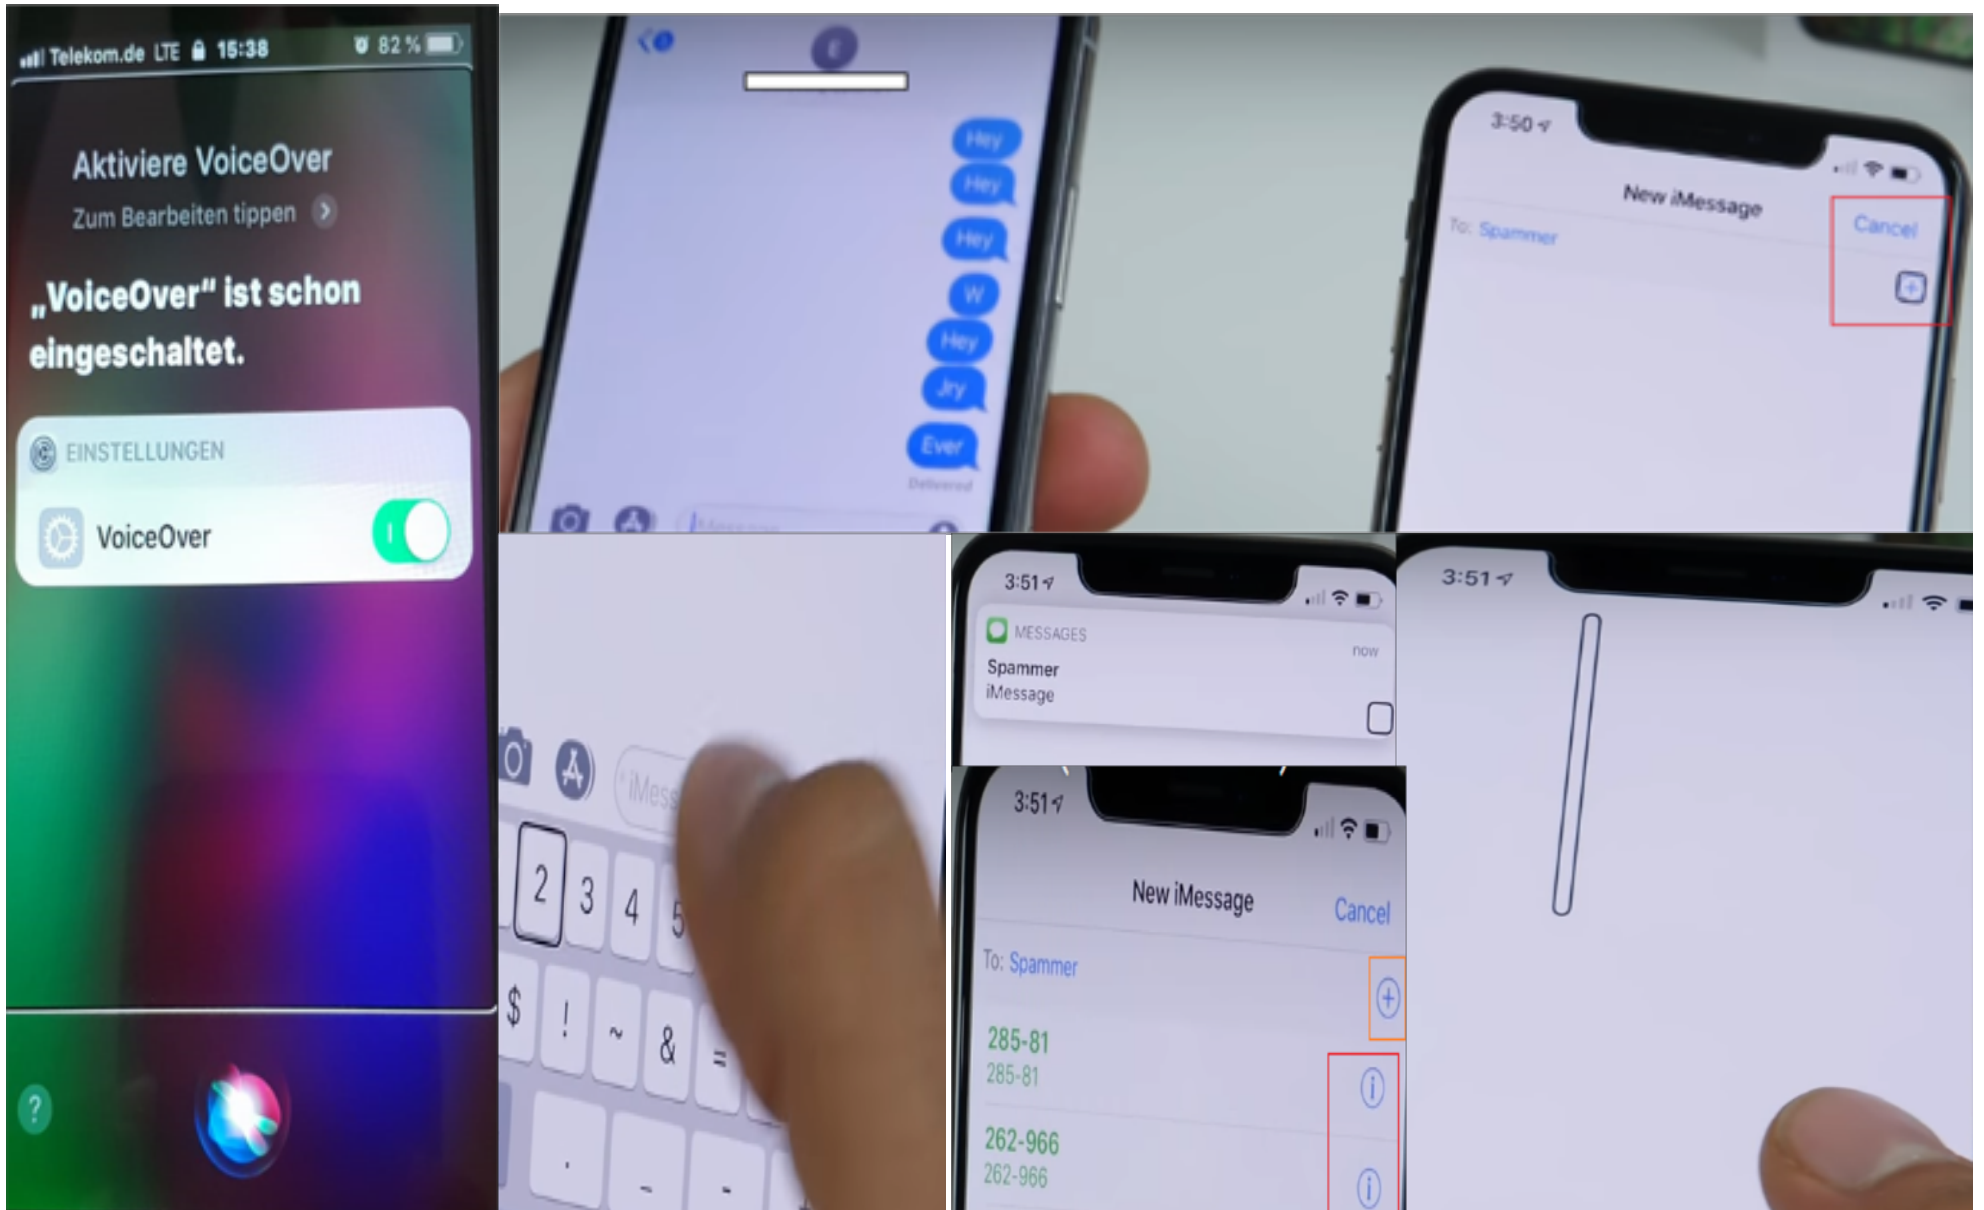 Telekom.de LTE 15:38 82 %
Aktiviere VoiceOver
Zum Bearbeiten tippen
„VoiceOver“ ist schon
eingeschaltet.
EINSTELLUNGEN
VoiceOver
?
E
Hey
Hey
Hey
W
Hey
Jry
Ever
Delivered
iMessage
3:50
New iMessage
Cancel
To: Spammer
iMess
2 3 4 5
$ ! ~ & =
. _ -
3:51
MESSAGES
now
Spammer
iMessage
3:51
New iMessage
Cancel
To: Spammer
285-81
285-81
262-966
262-966
3:51